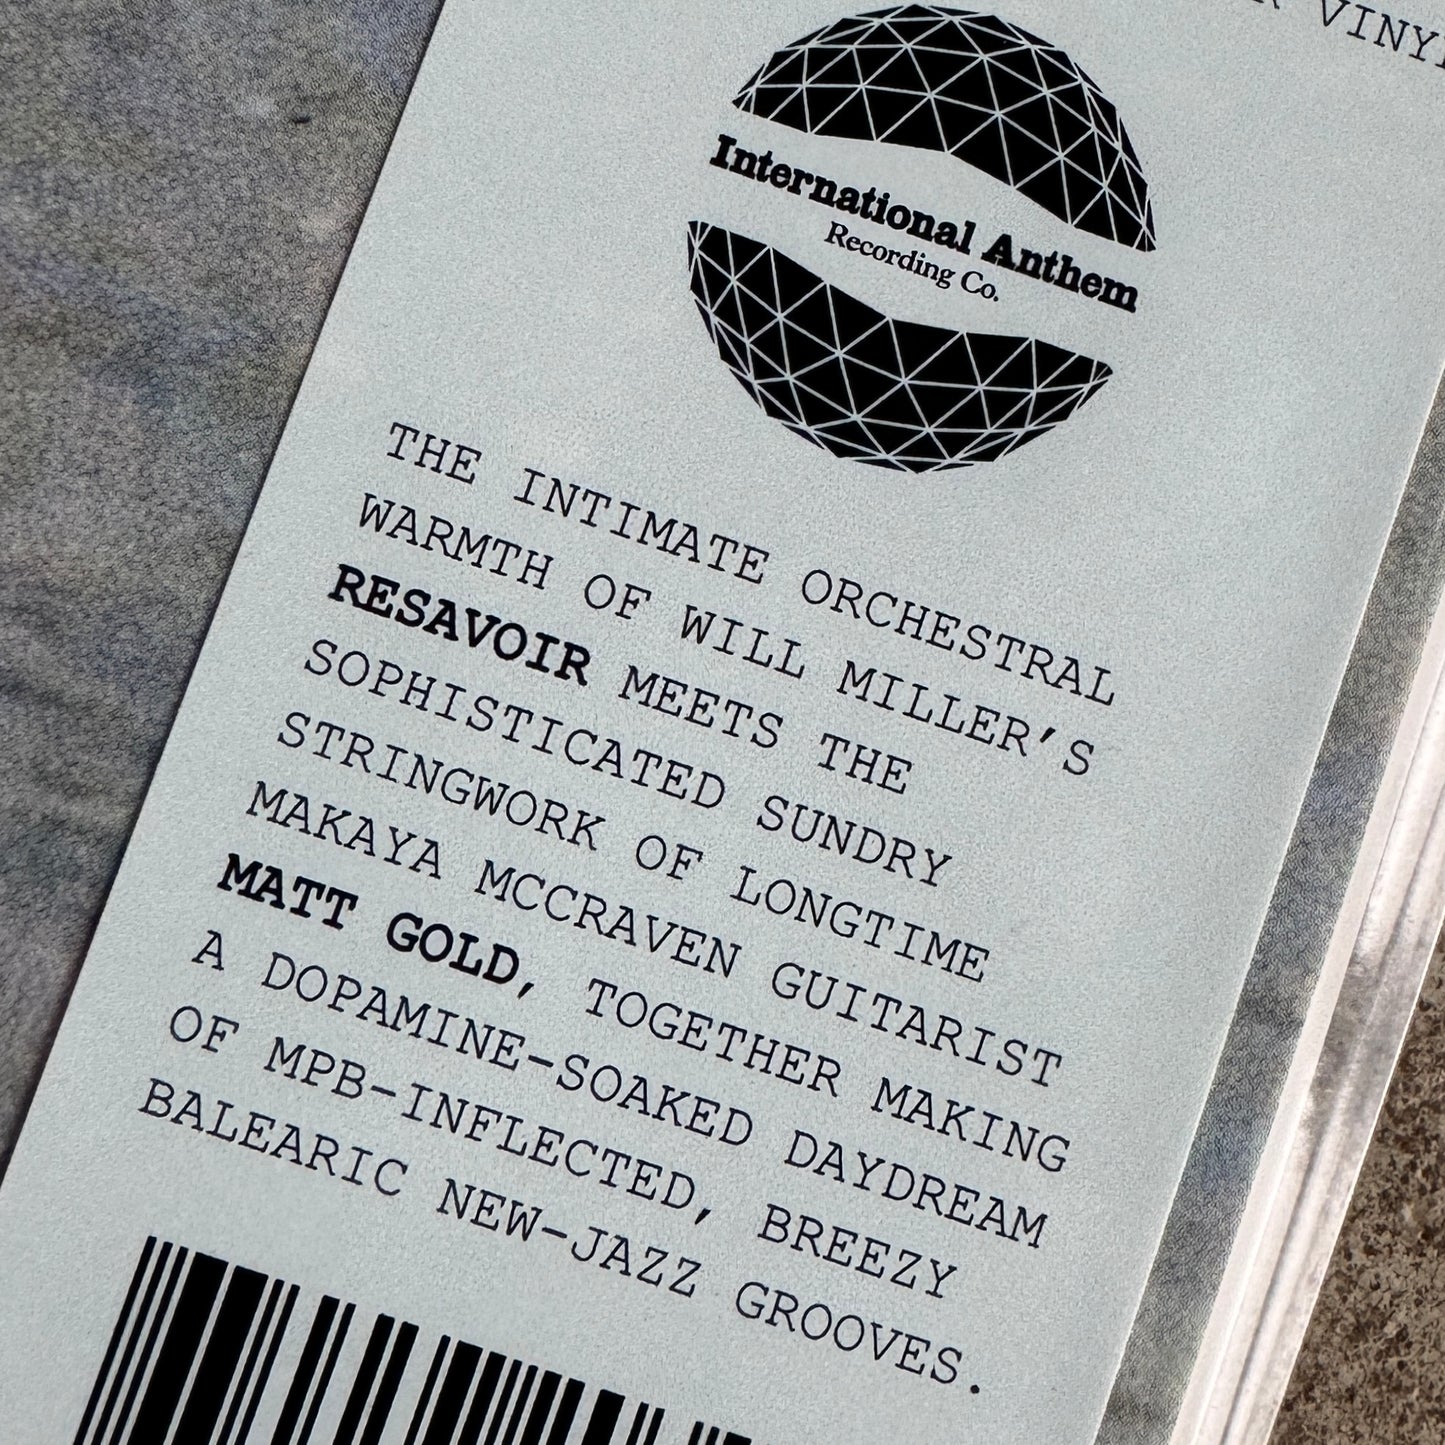 VINYL
International Anthem
Recording Co.
THE INTIMATE ORCHESTRAL
WARMTH OF WILL MILLER’S
RESAVOIR MEETS THE
SOPHISTICATED SUNDRY
STRINGWORK OF LONGTIME
MAKAYA MCCRAVEN GUITARIST
MATT GOLD, TOGETHER MAKING
A DOPAMINE-SOAKED DAYDREAM
OF MPB-INFLECTED, BREEZY
BALEARIC NEW-JAZZ GROOVES.